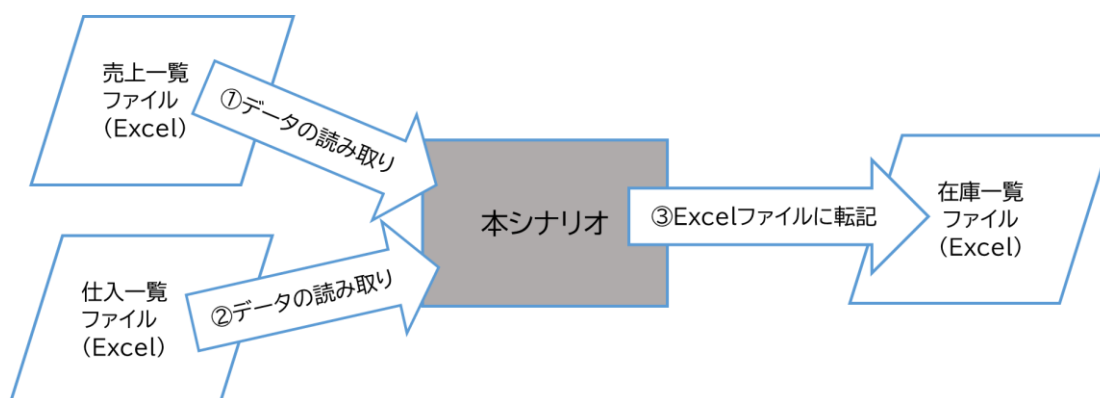 売上一覧
ファイル
(Excel)
①データの読み取り
仕入一覧
ファイル
(Excel)
②データの読み取り
本シナリオ
③Excelファイルに転記
在庫一覧
ファイル
(Excel)